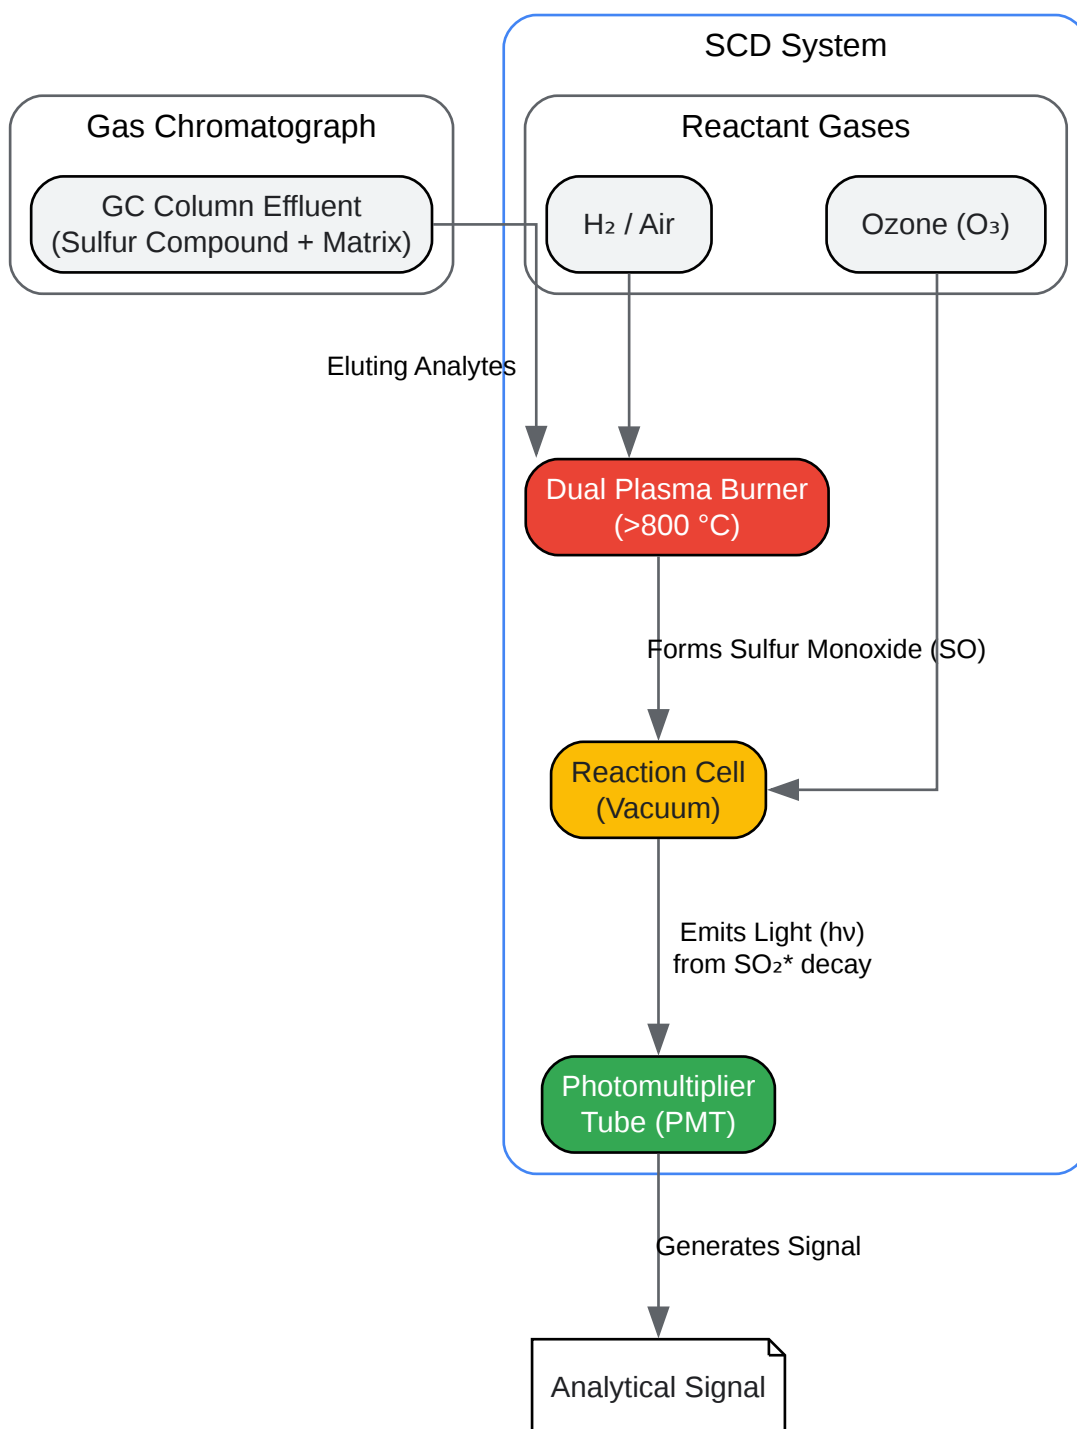 SCD System
Gas Chromatograph
Reactant Gases
GC Column Effluent
(Sulfur Compound + Matrix)
H₂ / Air
Ozone (O₃)
Eluting Analytes
Dual Plasma Burner
(>800 °C)
Forms Sulfur Monoxide (SO)
Reaction Cell
(Vacuum)
Emits Light (hν)
from SO₂* decay
Photomultiplier
Tube (PMT)
Generates Signal
Analytical Signal